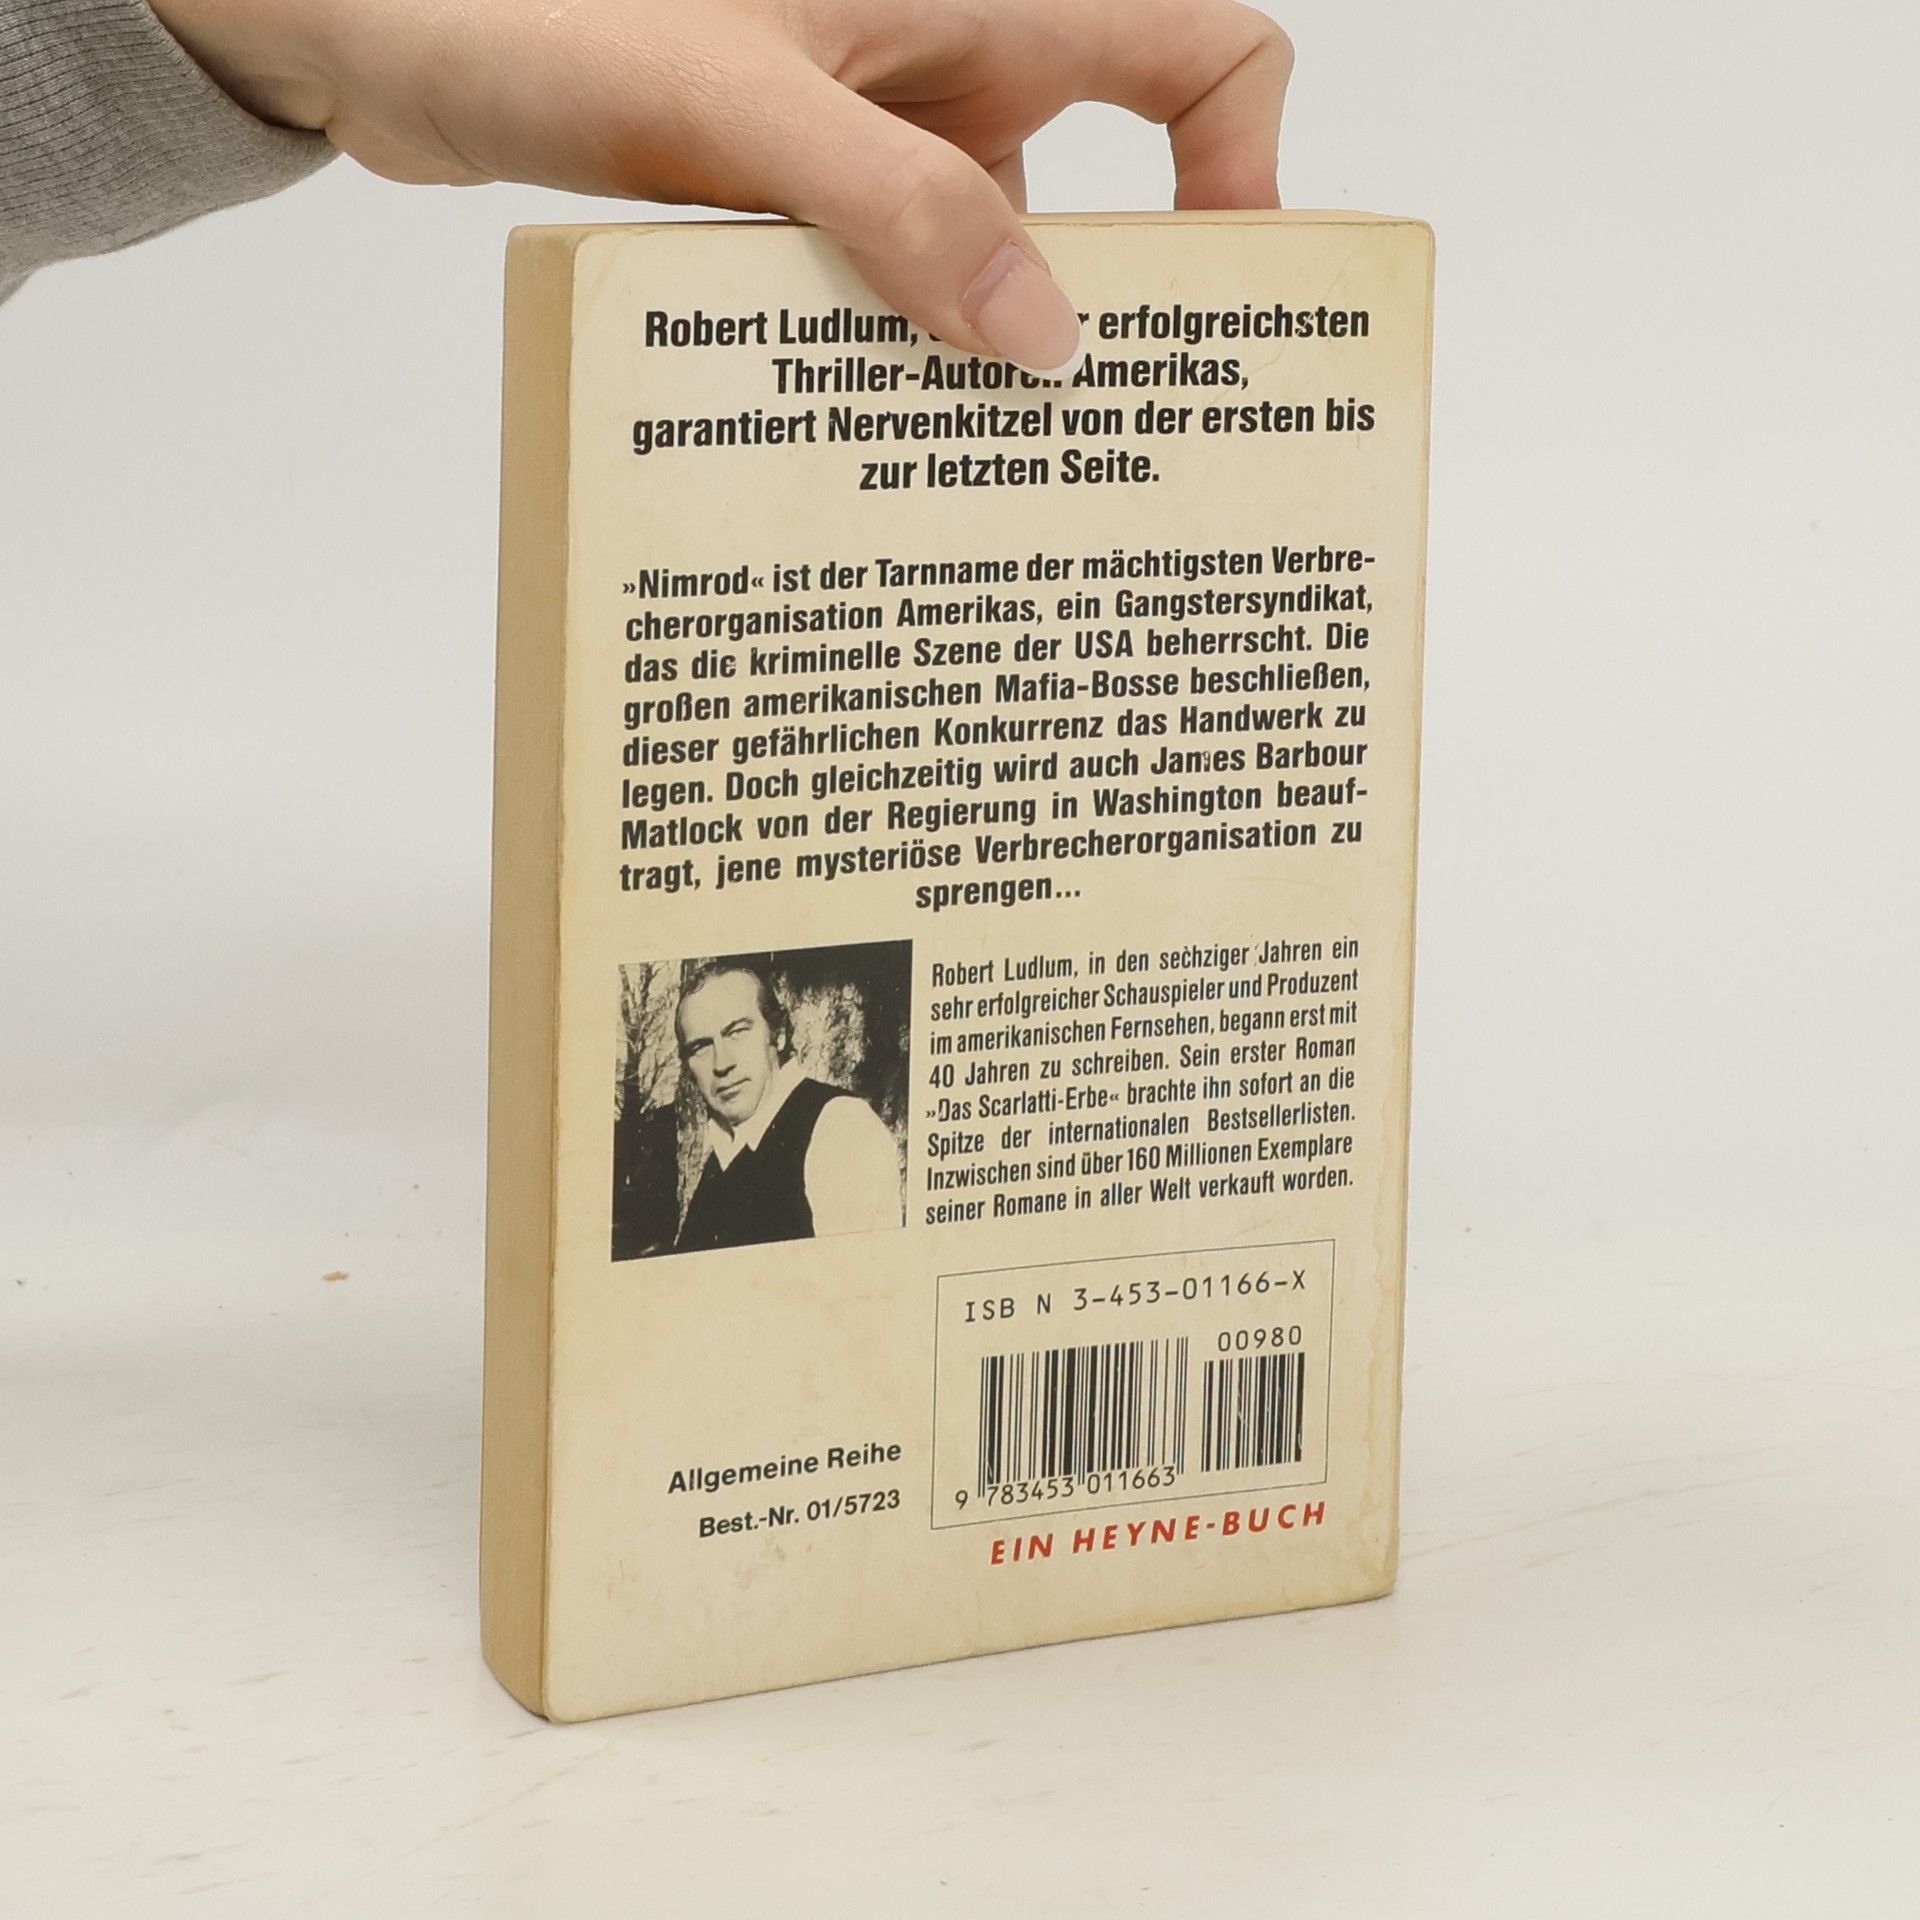 Robert Ludlum, erfolgreichsten
Thriller-Autoren Amerikas,
garantiert Nervenkitzel von der ersten bis
zur letzten Seite.
»Nimrod« ist der Tarnname der mächtigsten Verbre-
cherorganisation Amerikas, ein Gangstersyndikat,
das die kriminelle Szene der USA beherrscht. Die
großen amerikanischen Mafia-Bosse beschließen,
dieser gefährlichen Konkurrenz das Handwerk zu
legen. Doch gleichzeitig wird auch James Barbour
Matlock von der Regierung in Washington beauf-
tragt, jene mysteriöse Verbrecherorganisation zu
sprengen...
Robert Ludlum, in den sechziger Jahren ein
sehr erfolgreicher Schauspieler und Produzent
im amerikanischen Fernsehen, begann erst mit
40 Jahren zu schreiben. Sein erster Roman
»Das Scarlatti-Erbe« brachte ihn sofort an die
Spitze der internationalen Bestsellerlisten.
Inzwischen sind über 160 Millionen Exemplare
seiner Romane in aller Welt verkauft worden.
ISB N 3-453-01166-X
00980
9 783453 011663
Allgemeine Reihe
Best.-Nr. 01/5723
EIN HEYNE-BUCH